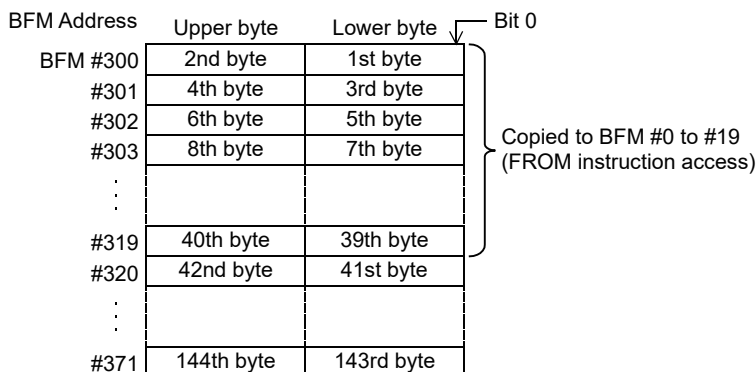 BFM Address Upper byte Lower byte Bit 0
BFM #300 2nd byte 1st byte
#301 4th byte 3rd byte
#302 6th byte 5th byte
#303 8th byte 7th byte
Copied to BFM #0 to #19
(FROM instruction access)
#319 40th byte 39th byte
#320 42nd byte 41st byte
#371 144th byte 143rd byte